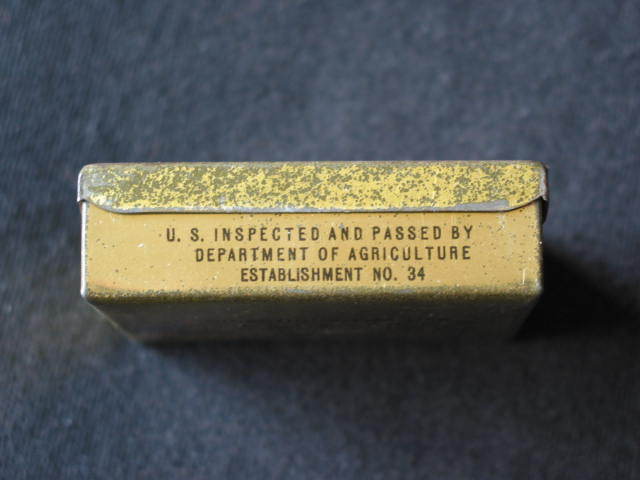 U. S. INSPECTED AND PASSED BY
DEPARTMENT OF AGRICULTURE
ESTABLISHMENT NO. 34